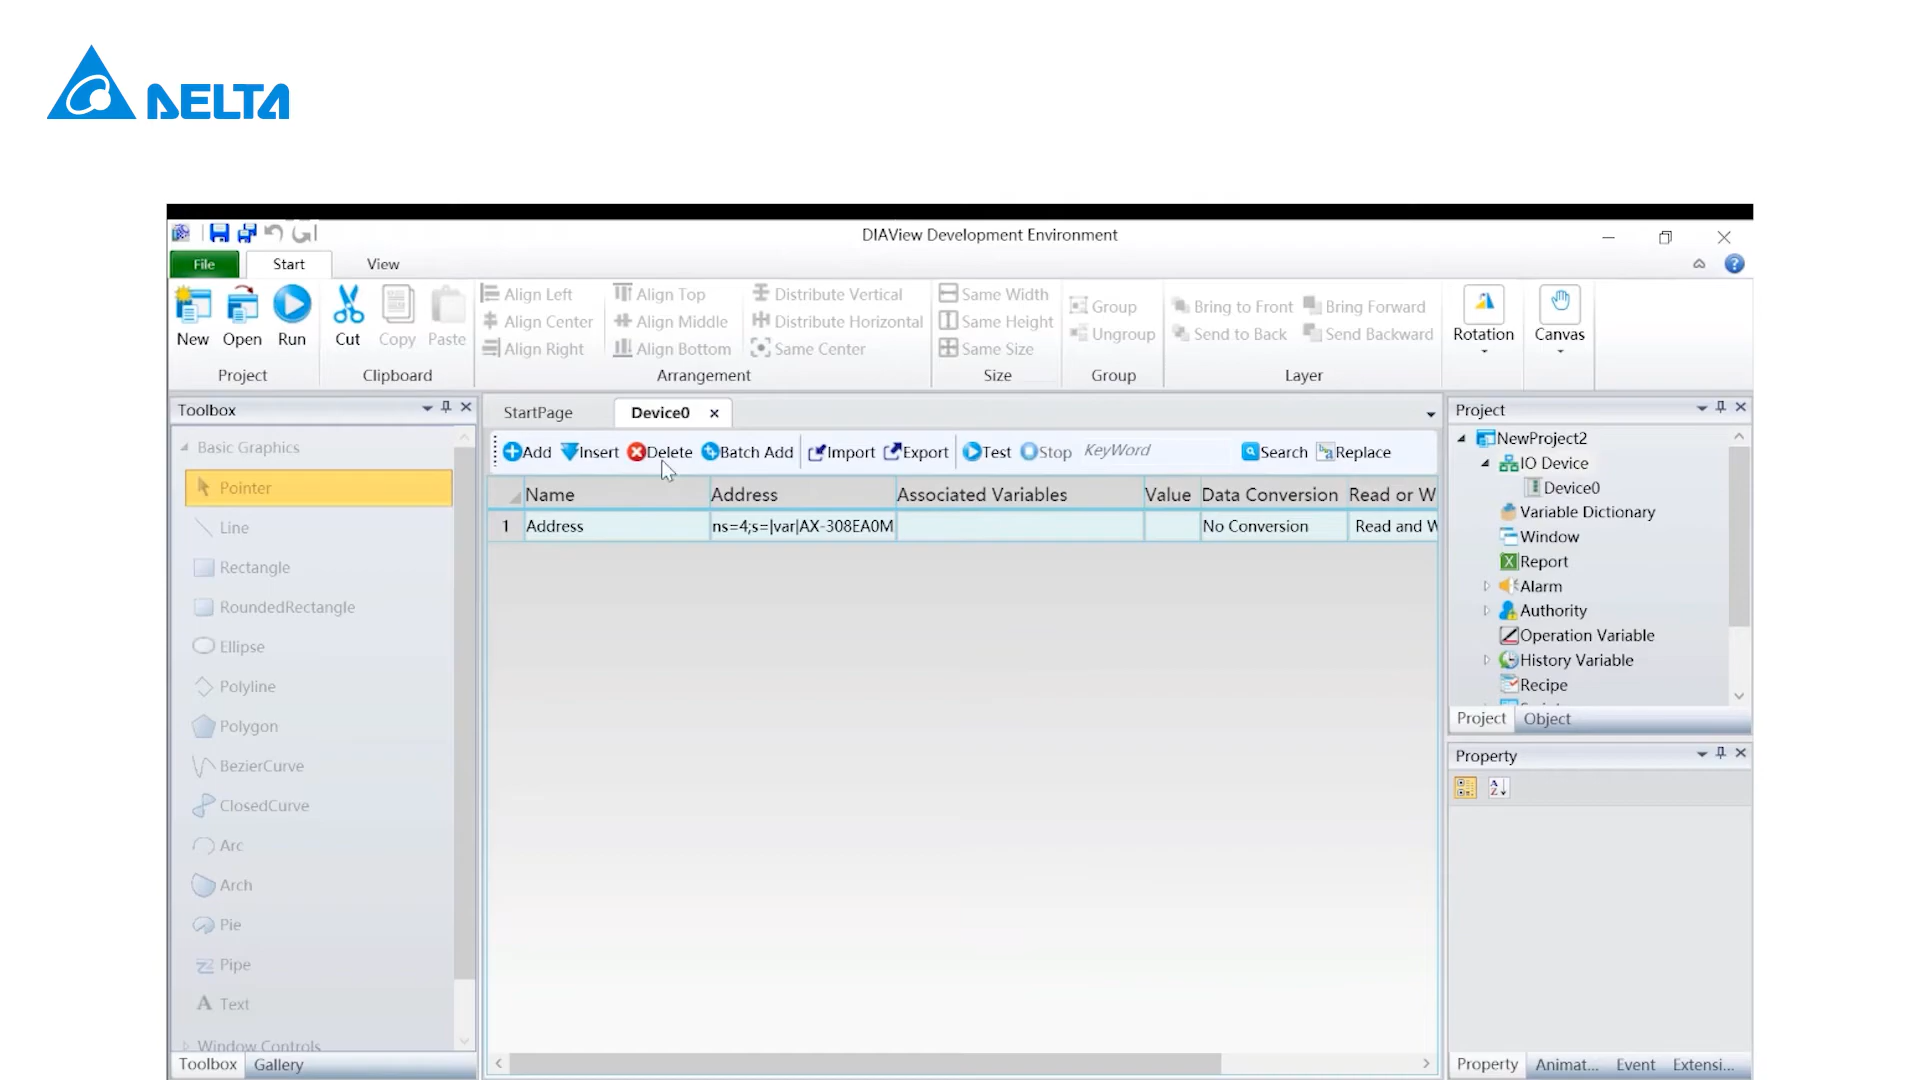 DELTA
DIAView Development Environment
File
Start
View
New
Open
Run
Project
Cut
Copy
Paste
Clipboard
Align Left
Align Center
Align Right
Align Top
Align Middle
Align Bottom
Distribute Vertical
Distribute Horizontal
Same Center
Arrangement
Same Width
Same Height
Same Size
Size
Group
Ungroup
Group
Bring to Front
Bring Forward
Send to Back
Send Backward
Layer
Rotation
Canvas
Toolbox
Basic Graphics
Pointer
Line
Rectangle
RoundedRectangle
Ellipse
Polyline
Polygon
BezierCurve
ClosedCurve
Arc
Arch
Pie
Pipe
Text
Window Controls
Toolbox
Gallery
StartPage
Device0
Add
Insert
Delete
Batch Add
Import
Export
Test
Stop
KeyWord
Search
Replace
Name
Address
Associated Variables
Value
Data Conversion
Read or W
1
Address
ns=4;s=|var|AX-308EA0M
No Conversion
Read and W
Project
NewProject2
IO Device
Device0
Variable Dictionary
Window
Report
Alarm
Authority
Operation Variable
History Variable
Recipe
Project
Object
Property
Property
Animat...
Event
Extensi...